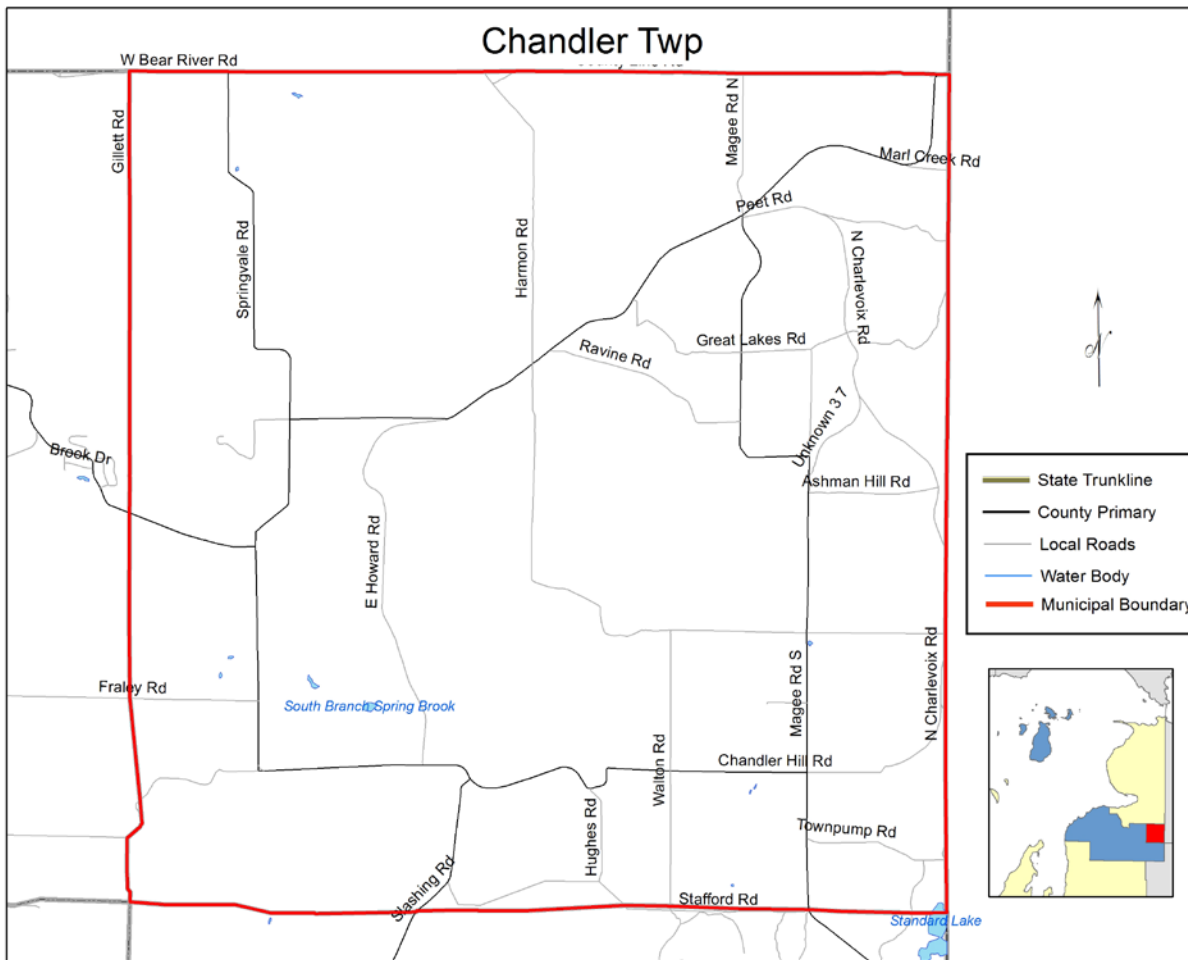 Chandler Twp
W Bear River Rd
Gillett Rd
Magee Rd N
Marl Creek Rd
Peet Rd
Springvale Rd
Harmon Rd
N Charlevoix Rd
Great Lakes Rd
Ravine Rd
Unknown 3 7
Brook Dr
Ashman Hill Rd
State Trunkline
County Primary
Local Roads
Water Body
Municipal Boundary
E Howard Rd
Fraley Rd
South Branch Spring Brook
Magee Rd S
N Charlevoix Rd
Walton Rd
Chandler Hill Rd
Hughes Rd
Townpump Rd
Slashing Rd
Stafford Rd
Standard Lake
N